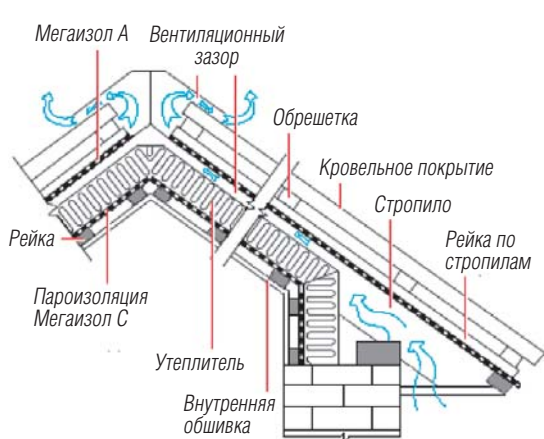 Мегаизол А
Вентиляционный
зазор
Обрешетка
Кровельное покрытие
Стропило
Рейка по
стропилам
Рейка
Пароизоляция
Мегаизол С
Утеплитель
Внутренняя
обшивка